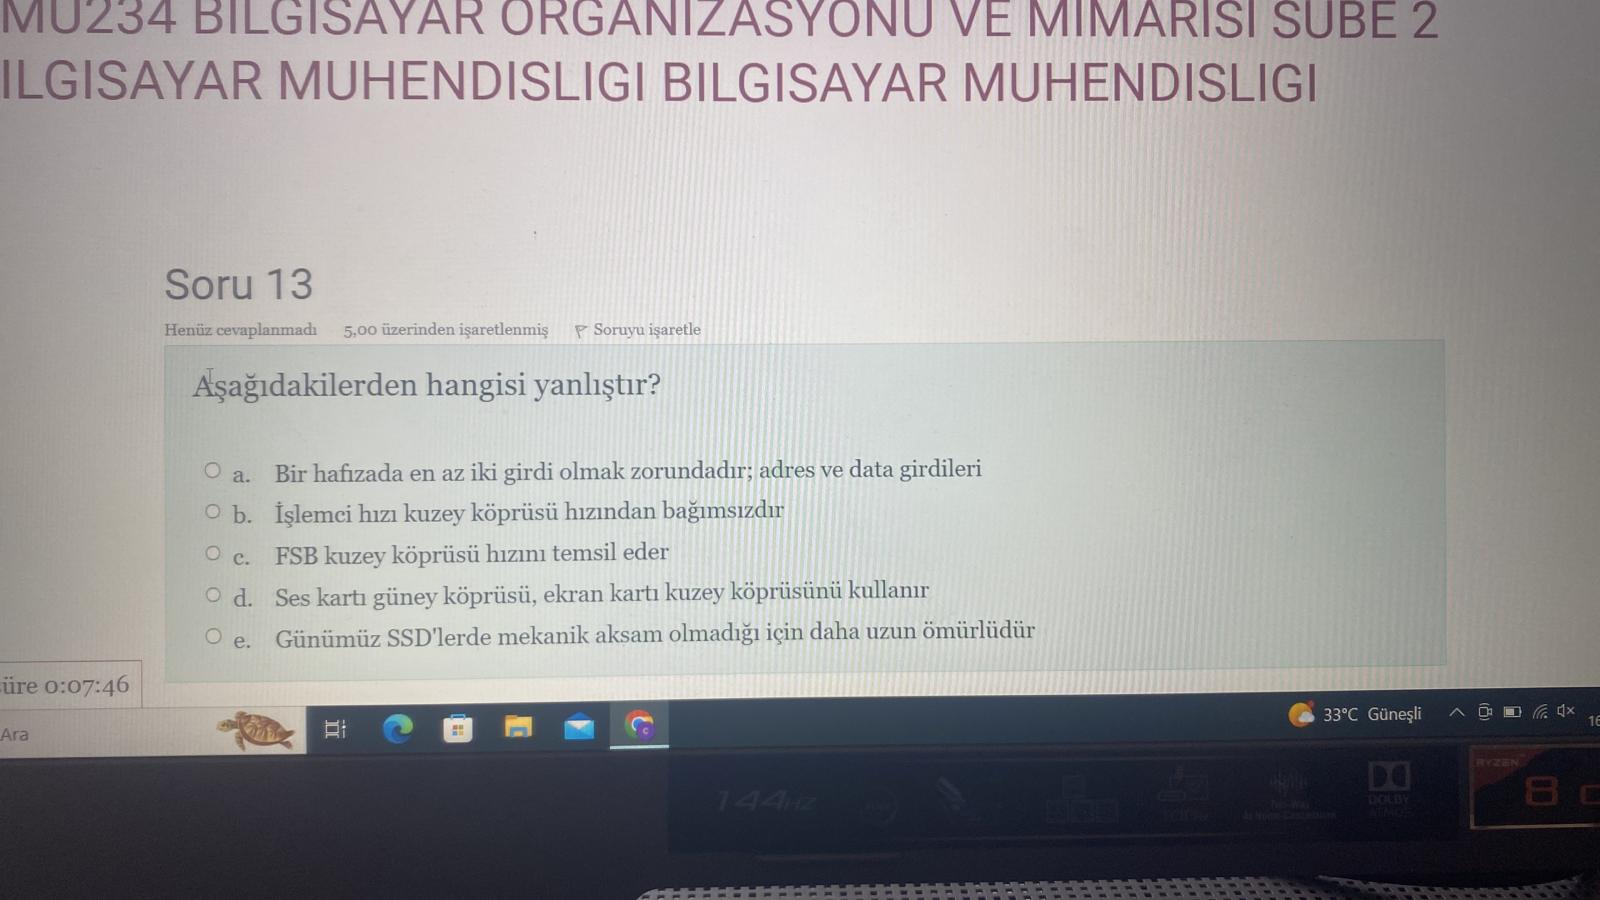 MU234 BILGISAYAR ORGANIZASYONU VE MIMARISI SUBE 2
ILGISAYAR MUHENDISLIGI BILGISAYAR MUHENDISLIGI
Soru 13
Henüz cevaplanmadı 5,00 üzerinden işaretlenmiş Soruyu işaretle
Aşağıdakilerden hangisi yanlıştır?
a. Bir hafızada en az iki girdi olmak zorundadır; adres ve data girdileri
b. İşlemci hızı kuzey köprüsü hızından bağımsızdır
c. FSB kuzey köprüsü hızını temsil eder
d. Ses kartı güney köprüsü, ekran kartı kuzey köprüsünü kullanır
e. Günümüz SSD'lerde mekanik aksam olmadığı için daha uzun ömürlüdür
üre 0:07:46
Ara
33°C Güneşli
16
144HZ
DOLBY
ATMOS
RYZEN
8